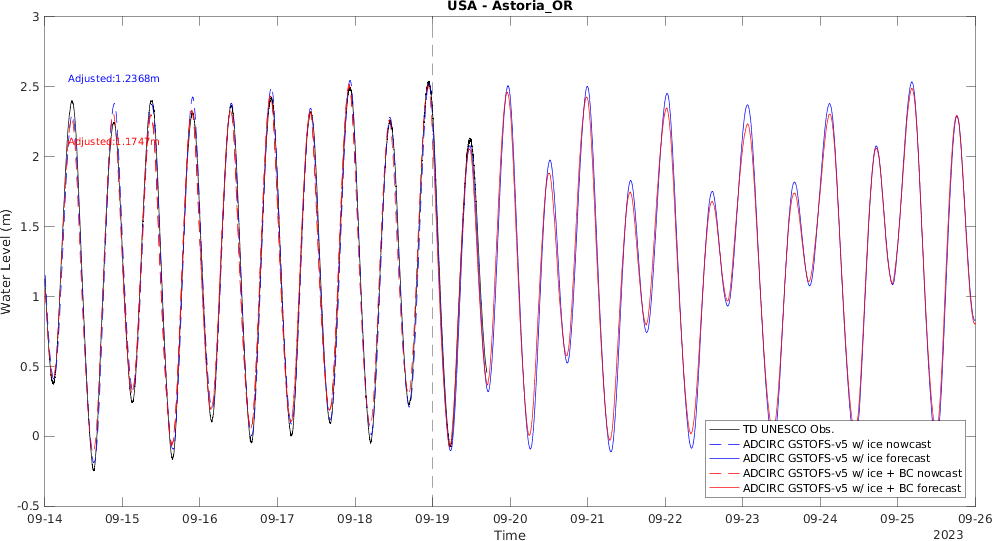 USA - Astoria_OR
3
2.5
2
1.5
1
0.5
0
-0.5
Water Level (m)
Adjusted:1.2368m
Adjusted:1.1747m
TD UNESCO Obs.
ADCIRC GSTOFS-v5 w/ ice nowcast
ADCIRC GSTOFS-v5 w/ ice forecast
ADCIRC GSTOFS-v5 w/ ice + BC nowcast
ADCIRC GSTOFS-v5 w/ ice + BC forecast
09-14 09-15 09-16 09-17 09-18 09-19 09-20 09-21 09-22 09-23 09-24 09-25 09-26
Time
2023